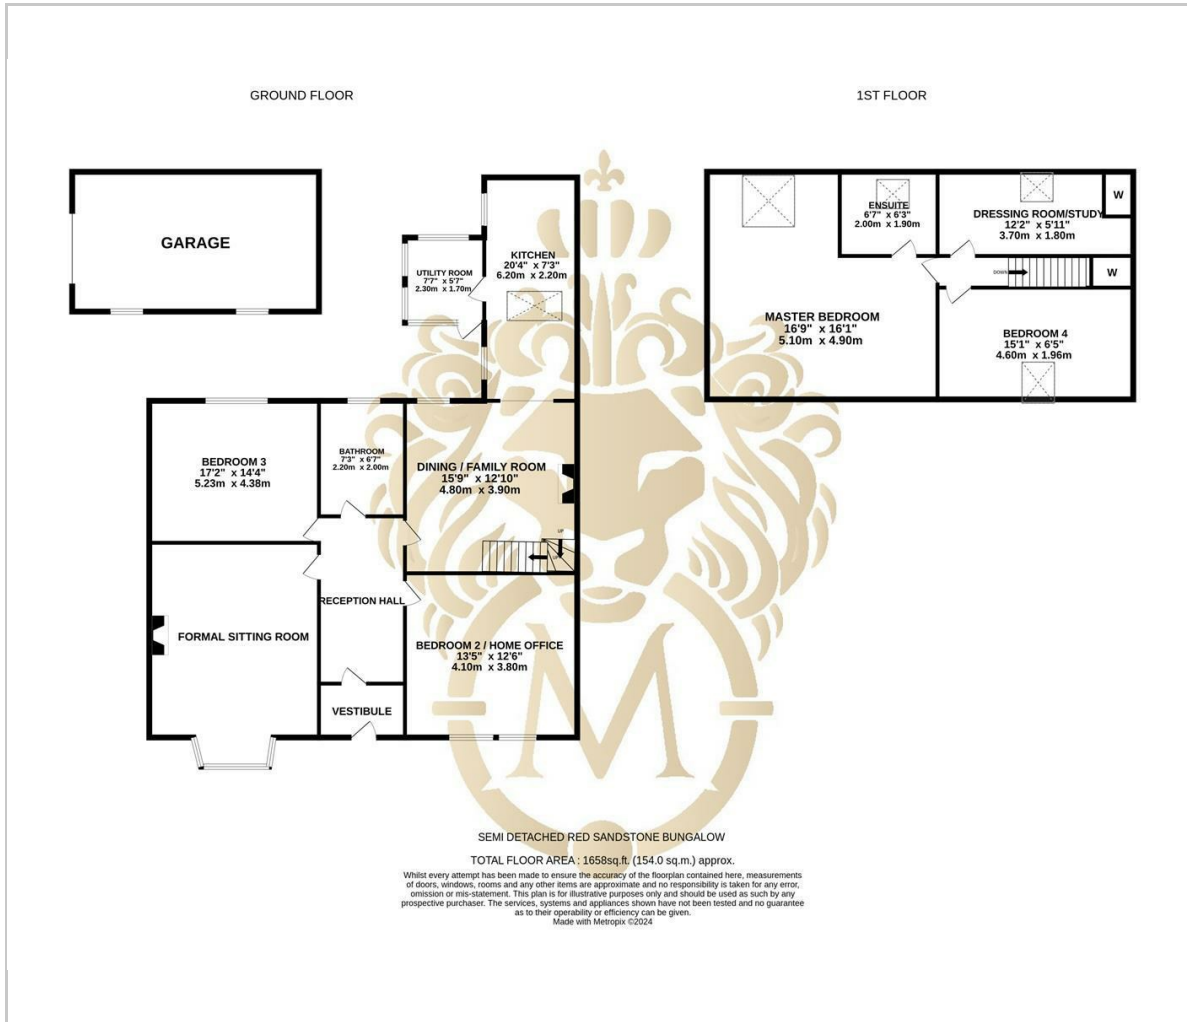 GROUND FLOOR
1ST FLOOR
GARAGE
KITCHEN
20'4" x 7'3"
6.20m x 2.20m
UTILITY ROOM
7'7" x 5'7"
2.30m x 1.70m
BEDROOM 3
17'2" x 14'4"
5.23m x 4.38m
BATHROOM
7'3" x 6'7"
2.20m x 2.00m
DINING / FAMILY ROOM
15'9" x 12'10"
4.80m x 3.90m
UP
UP
RECEPTION HALL
FORMAL SITTING ROOM
BEDROOM 2 / HOME OFFICE
13'5" x 12'6"
4.10m x 3.80m
VESTIBULE
ENSUITE
6'7" x 6'3"
2.00m x 1.90m
DRESSING ROOM/STUDY
12'2" x 5'11"
3.70m x 1.80m
W
DOWN
W
MASTER BEDROOM
16'9" x 16'1"
5.10m x 4.90m
BEDROOM 4
15'1" x 6'5"
4.60m x 1.96m
M
SEMI DETACHED RED SANDSTONE BUNGALOW
TOTAL FLOOR AREA : 1658sq.ft. (154.0 sq.m.) approx.
Whilst every attempt has been made to ensure the accuracy of the floorplan contained here, measurements
of doors, windows, rooms and any other items are approximate and no responsibility is taken for any error,
omission or mis-statement. This plan is for illustrative purposes only and should be used as such by any
prospective purchaser. The services, systems and appliances shown have not been tested and no guarantee
as to their operability or efficiency can be given.
Made with Metropix ©2024